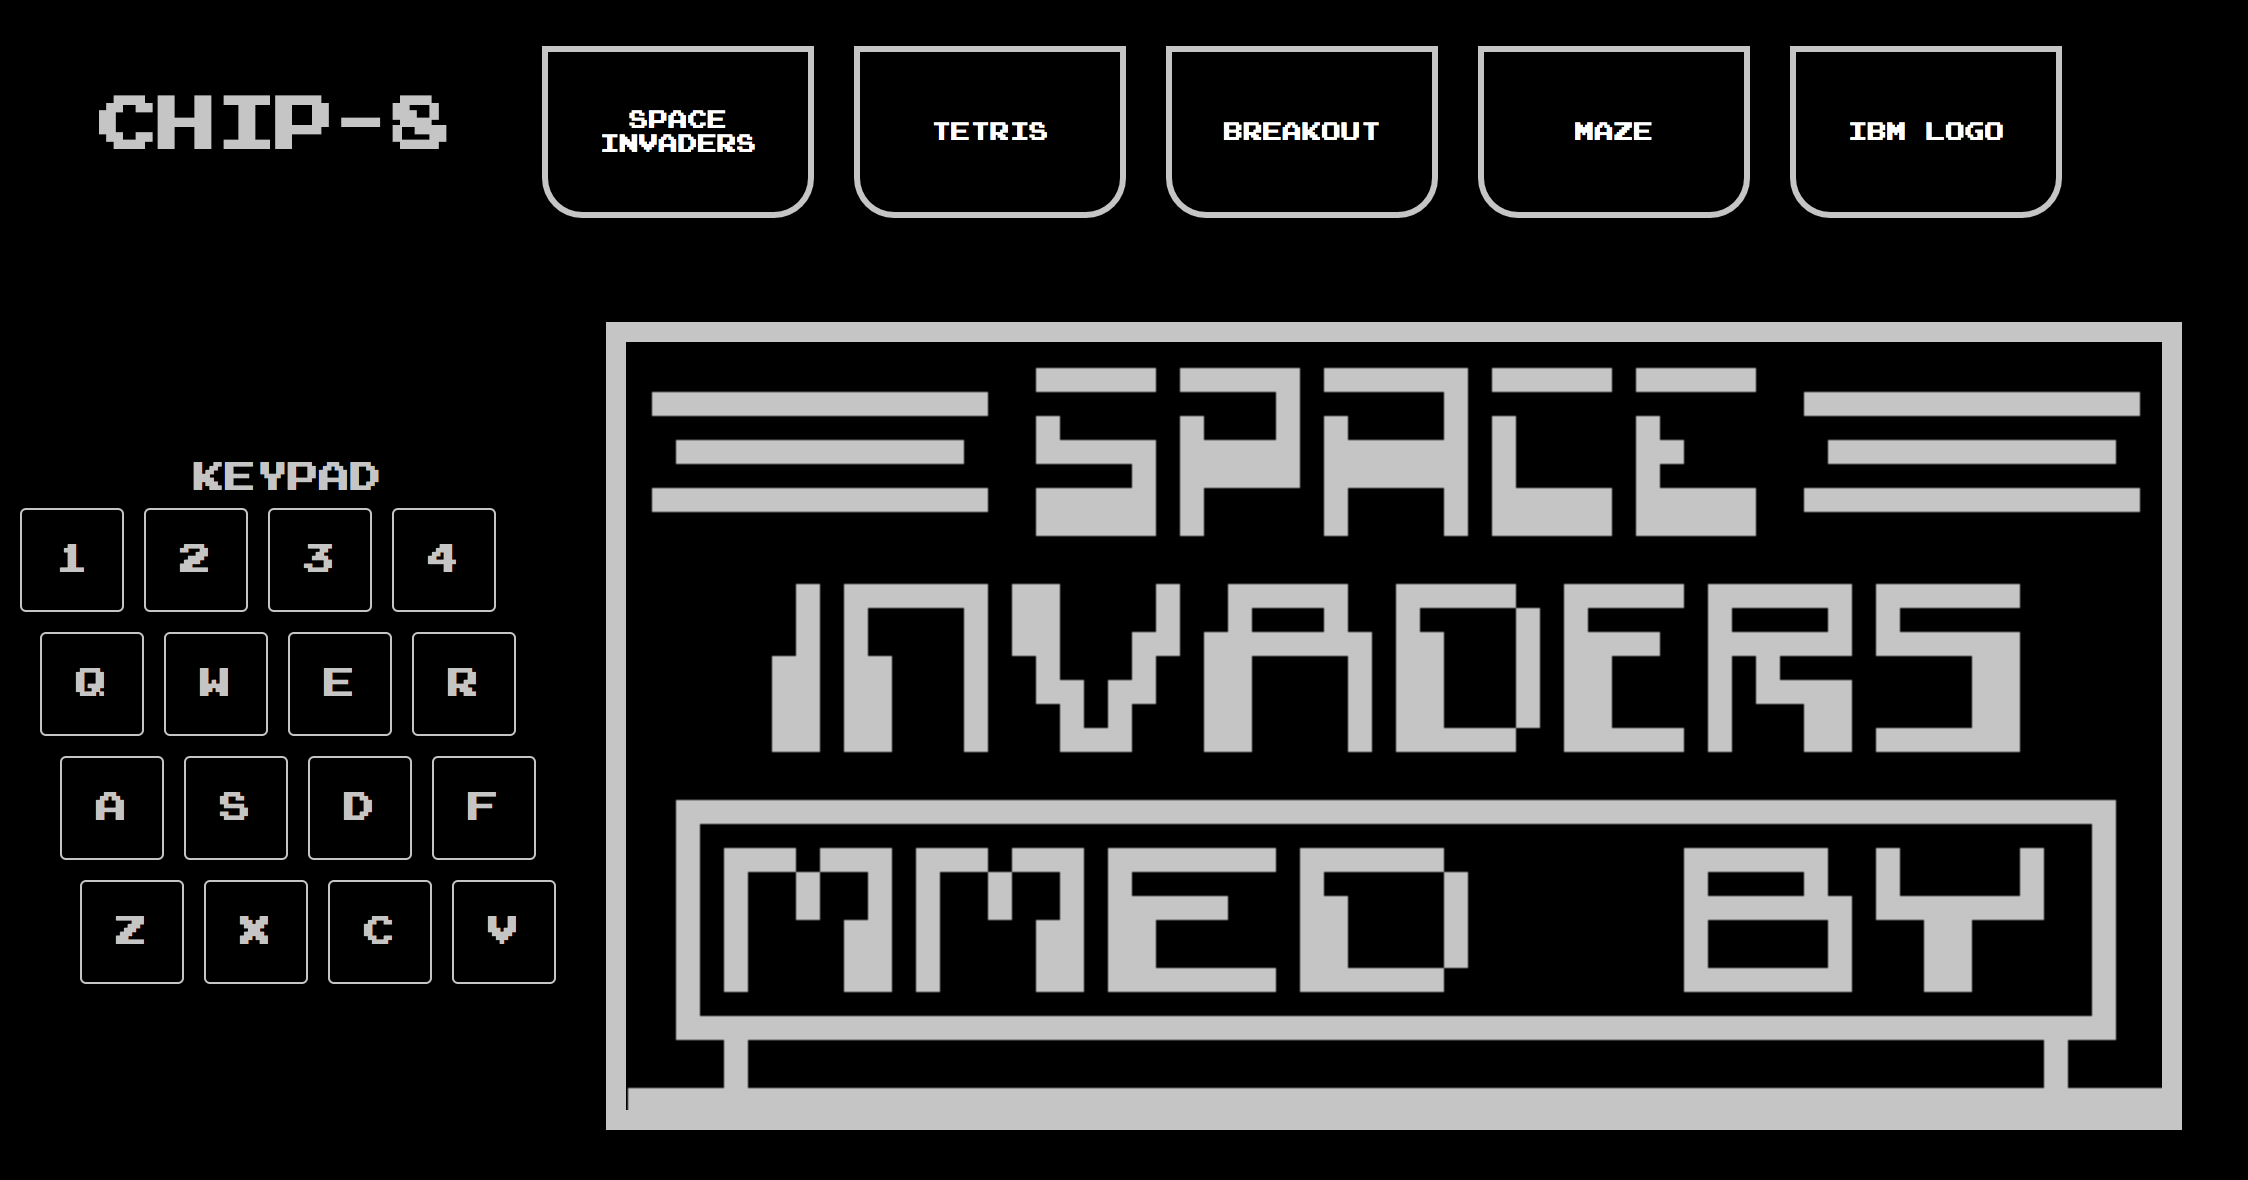 CHIP-8
SPACE
INVADERS
TETRIS
BREAKOUT
MAZE
IBM LOGO
KEYPAD
1 2 3 4
Q W E R
A S D F
Z X C V
SPACE
INVADERS
MMED BY